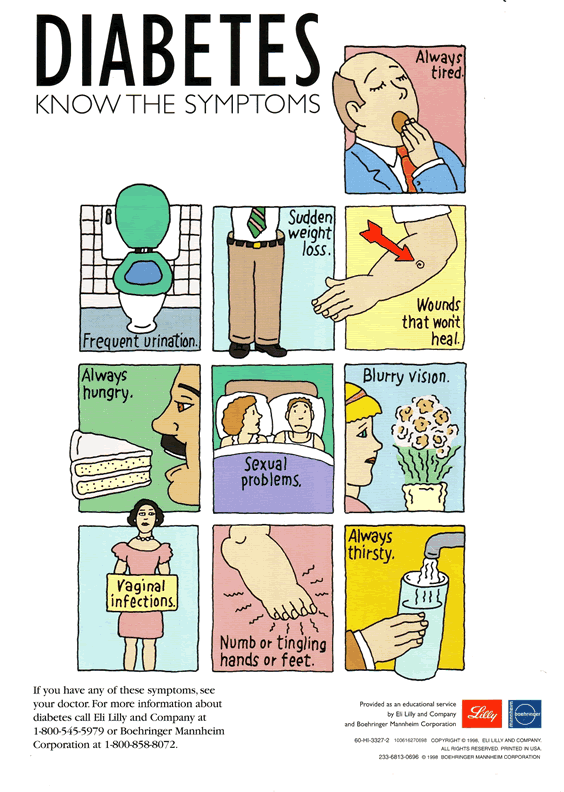 DIABETES
KNOW THE SYMPTOMS
Always
tired.
Frequent urination.
Sudden
weight
loss.
Wounds
that won't
heal.
Always
hungry.
Sexual
problems.
Blurry vision.
Vaginal
infections.
Numb or tingling
hands or feet.
Always
thirsty.
If you have any of these symptoms, see
your doctor. For more information about
diabetes call Eli Lilly and Company at
1-800-545-5979 or Boehringer Mannheim
Corporation at 1-800-858-8072.
Provided as an educational service
by Eli Lilly and Company
and Boehringer Mannheim Corporation
Lilly
mannheim
boehringer
60-HI-3327-2 100616270598 COPYRIGHT © 1998, ELI LILLY AND COMPANY.
ALL RIGHTS RESERVED. PRINTED IN USA.
233-6813-0696 © 1998 BOEHRINGER MANNHEIM CORPORATION